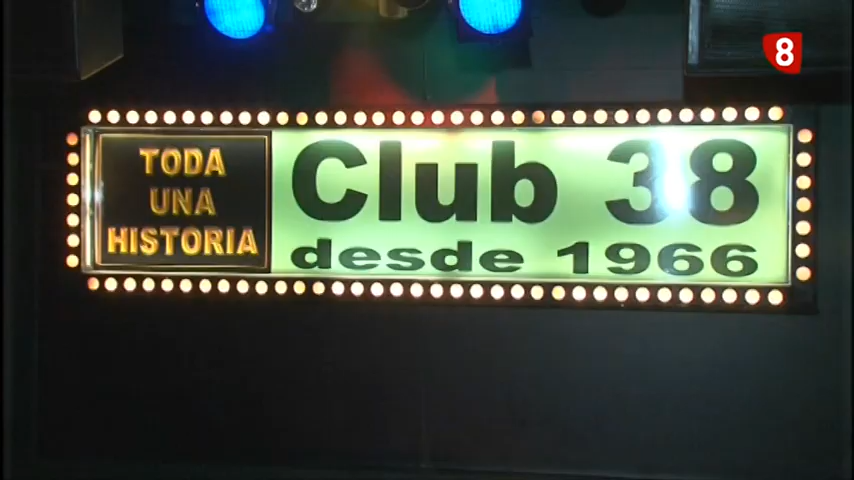 8
TODA
UNA
HISTORIA
Club 38
desde 1966